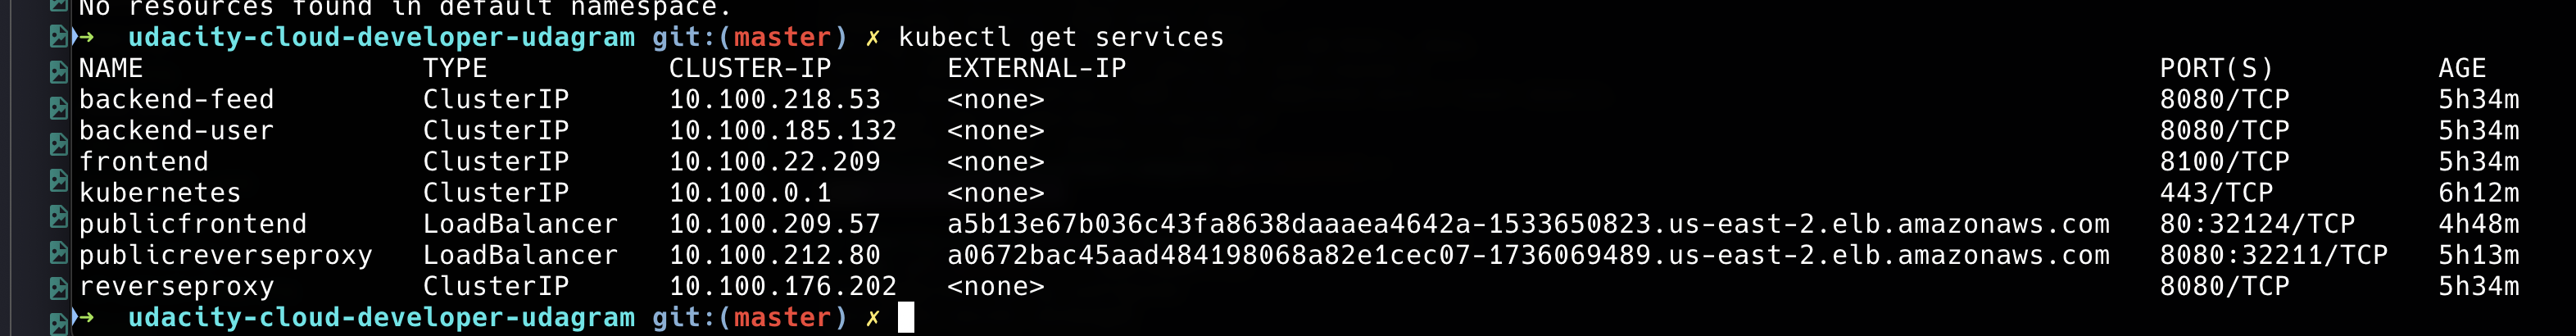 No resources found in default namespace.
→ udacity-cloud-developer-udagram git:(master) ✗ kubectl get services
NAME TYPE CLUSTER-IP EXTERNAL-IP PORT(S) AGE
backend-feed ClusterIP 10.100.218.53 <none> 8080/TCP 5h34m
backend-user ClusterIP 10.100.185.132 <none> 8080/TCP 5h34m
frontend ClusterIP 10.100.22.209 <none> 8100/TCP 5h34m
kubernetes ClusterIP 10.100.0.1 <none> 443/TCP 6h12m
publicfrontend LoadBalancer 10.100.209.57 a5b13e67b036c43fa8638daaaea4642a-1533650823.us-east-2.elb.amazonaws.com 80:32124/TCP 4h48m
publicreverseproxy LoadBalancer 10.100.212.80 a0672bac45aad484198068a82e1cec07-1736069489.us-east-2.elb.amazonaws.com 8080:32211/TCP 5h13m
reverseproxy ClusterIP 10.100.176.202 <none> 8080/TCP 5h34m
→ udacity-cloud-developer-udagram git:(master) ✗